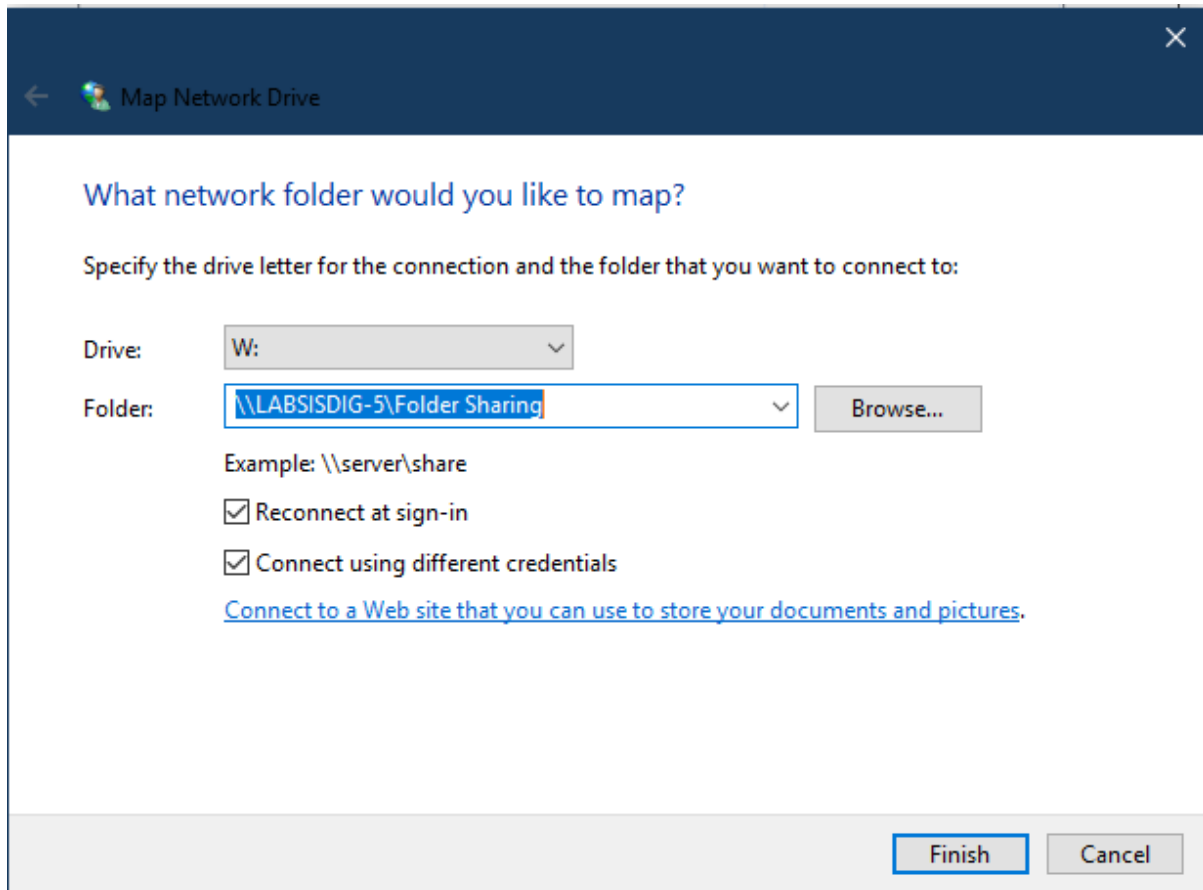 Map Network Drive
What network folder would you like to map?
Specify the drive letter for the connection and the folder that you want to connect to:
Drive: W:
Folder: \\LABSISDIG-5\Folder Sharing Browse...
Example: \\server\share
Reconnect at sign-in
Connect using different credentials
Connect to a Web site that you can use to store your documents and pictures.
Finish Cancel